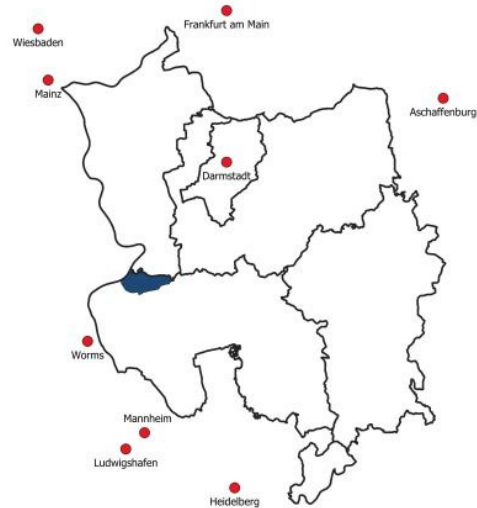 Frankfurt am Main
Wiesbaden
Mainz
Aschaffenburg
Darmstadt
Worms
Mannheim
Ludwigshafen
Heidelberg